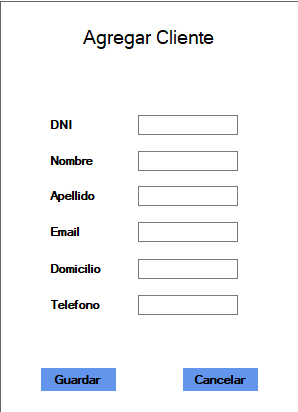 Agregar Cliente
DNI
Nombre
Apellido
Email
Domicilio
Telefono
Guardar Cancelar